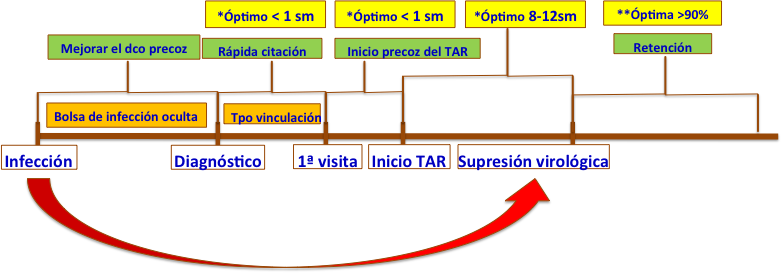 *Óptimo < 1 sm
*Óptimo < 1 sm
*Óptimo 8-12sm
**Óptima >90%
Mejorar el dco precoz
Rápida citación
Inicio precoz del TAR
Retención
Bolsa de infección oculta
Tpo vinculación
Infección
Diagnóstico
1ª visita
Inicio TAR
Supresión virológica